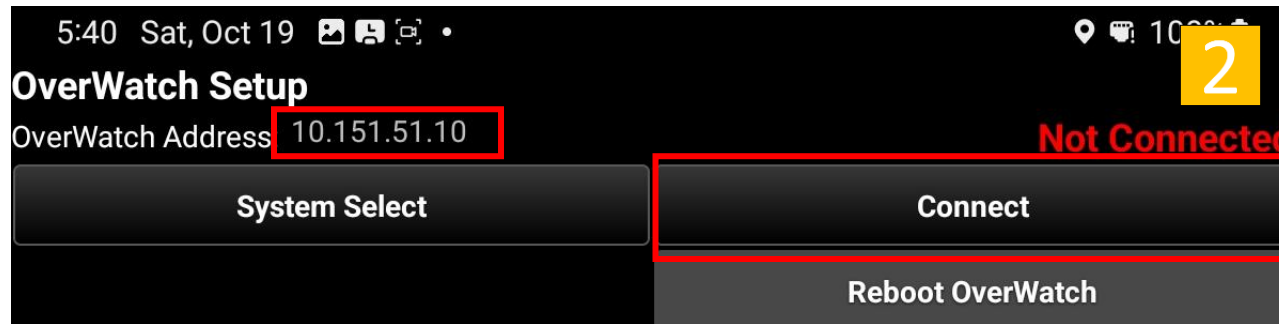 5:40 Sat, Oct 19
2
OverWatch Setup
OverWatch Address 10.151.51.10
Not Connected
System Select
Connect
Reboot OverWatch